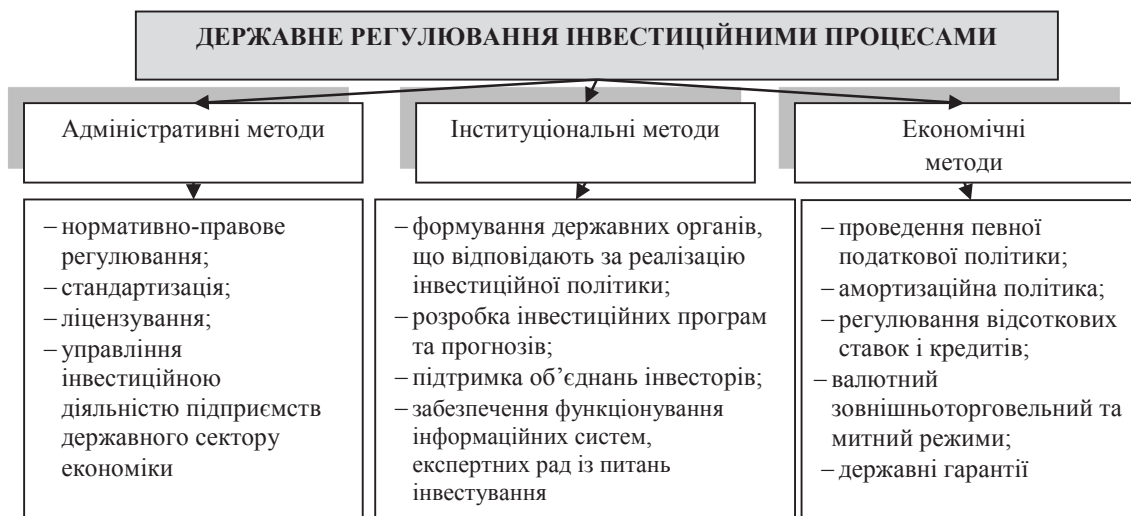 ДЕРЖАВНЕ РЕГУЛЮВАННЯ ІНВЕСТИЦІЙНИМИ ПРОЦЕСАМИ
Адміністративні методи
– нормативно-правове
регулювання;
– стандартизація;
– ліцензування;
– управління
інвестиційною
діяльністю підприємств
державного сектору
економіки
Інституціональні методи
– формування державних органів,
що відповідають за реалізацію
інвестиційної політики;
– розробка інвестиційних програм
та прогнозів;
– підтримка об’єднань інвесторів;
– забезпечення функціонування
інформаційних систем,
експертних рад із питань
інвестування
Економічні
методи
– проведення певної
податкової політики;
– амортизаційна політика;
– регулювання відсоткових
ставок і кредитів;
– валютний
зовнішньоторговельний та
митний режими;
– державні гарантії